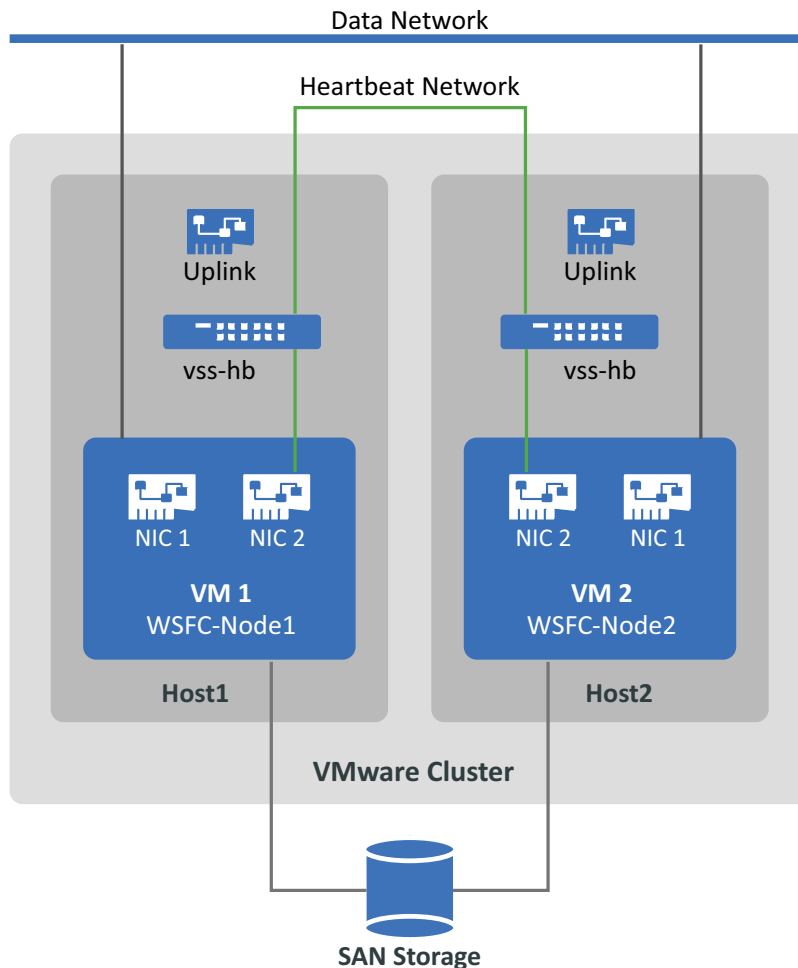 Data Network
Heartbeat Network
Uplink
Uplink
vss-hb
vss-hb
NIC 1
NIC 2
NIC 2
NIC 1
VM 1
WSFC-Node1
VM 2
WSFC-Node2
Host1
Host2
VMware Cluster
SAN Storage